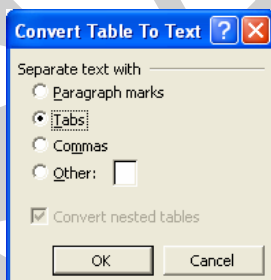 Convert Table To Text
Separate text with
Paragraph marks
Tabs
Commas
Other:
Convert nested tables
OK Cancel